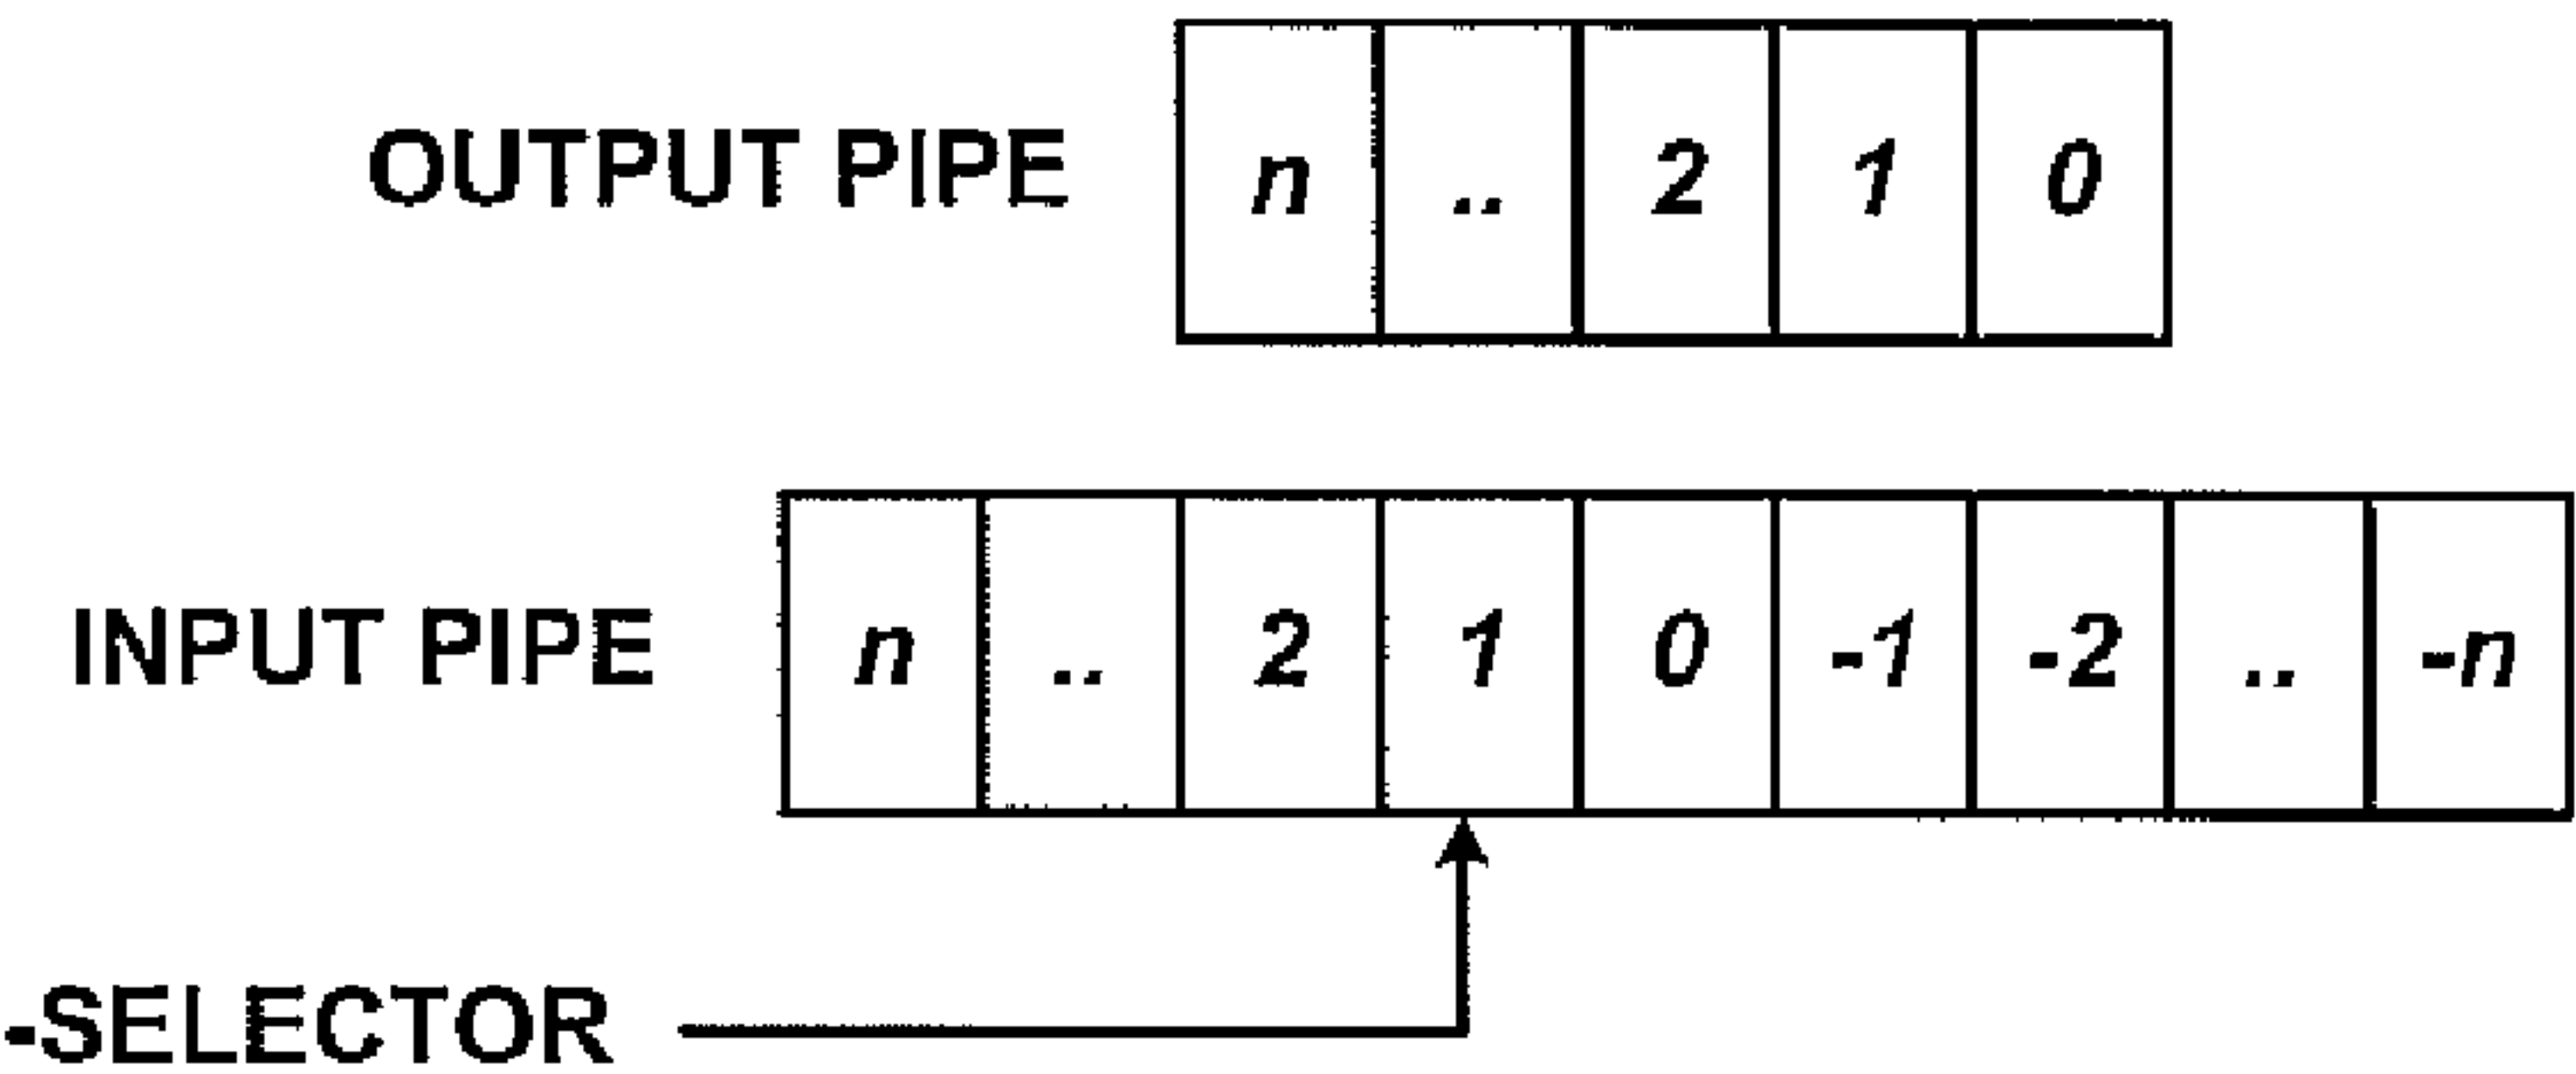 OUTPUT PIPE n .. 2 1 0
INPUT PIPE n .. 2 1 0 -1 -2 .. -n
-SELECTOR